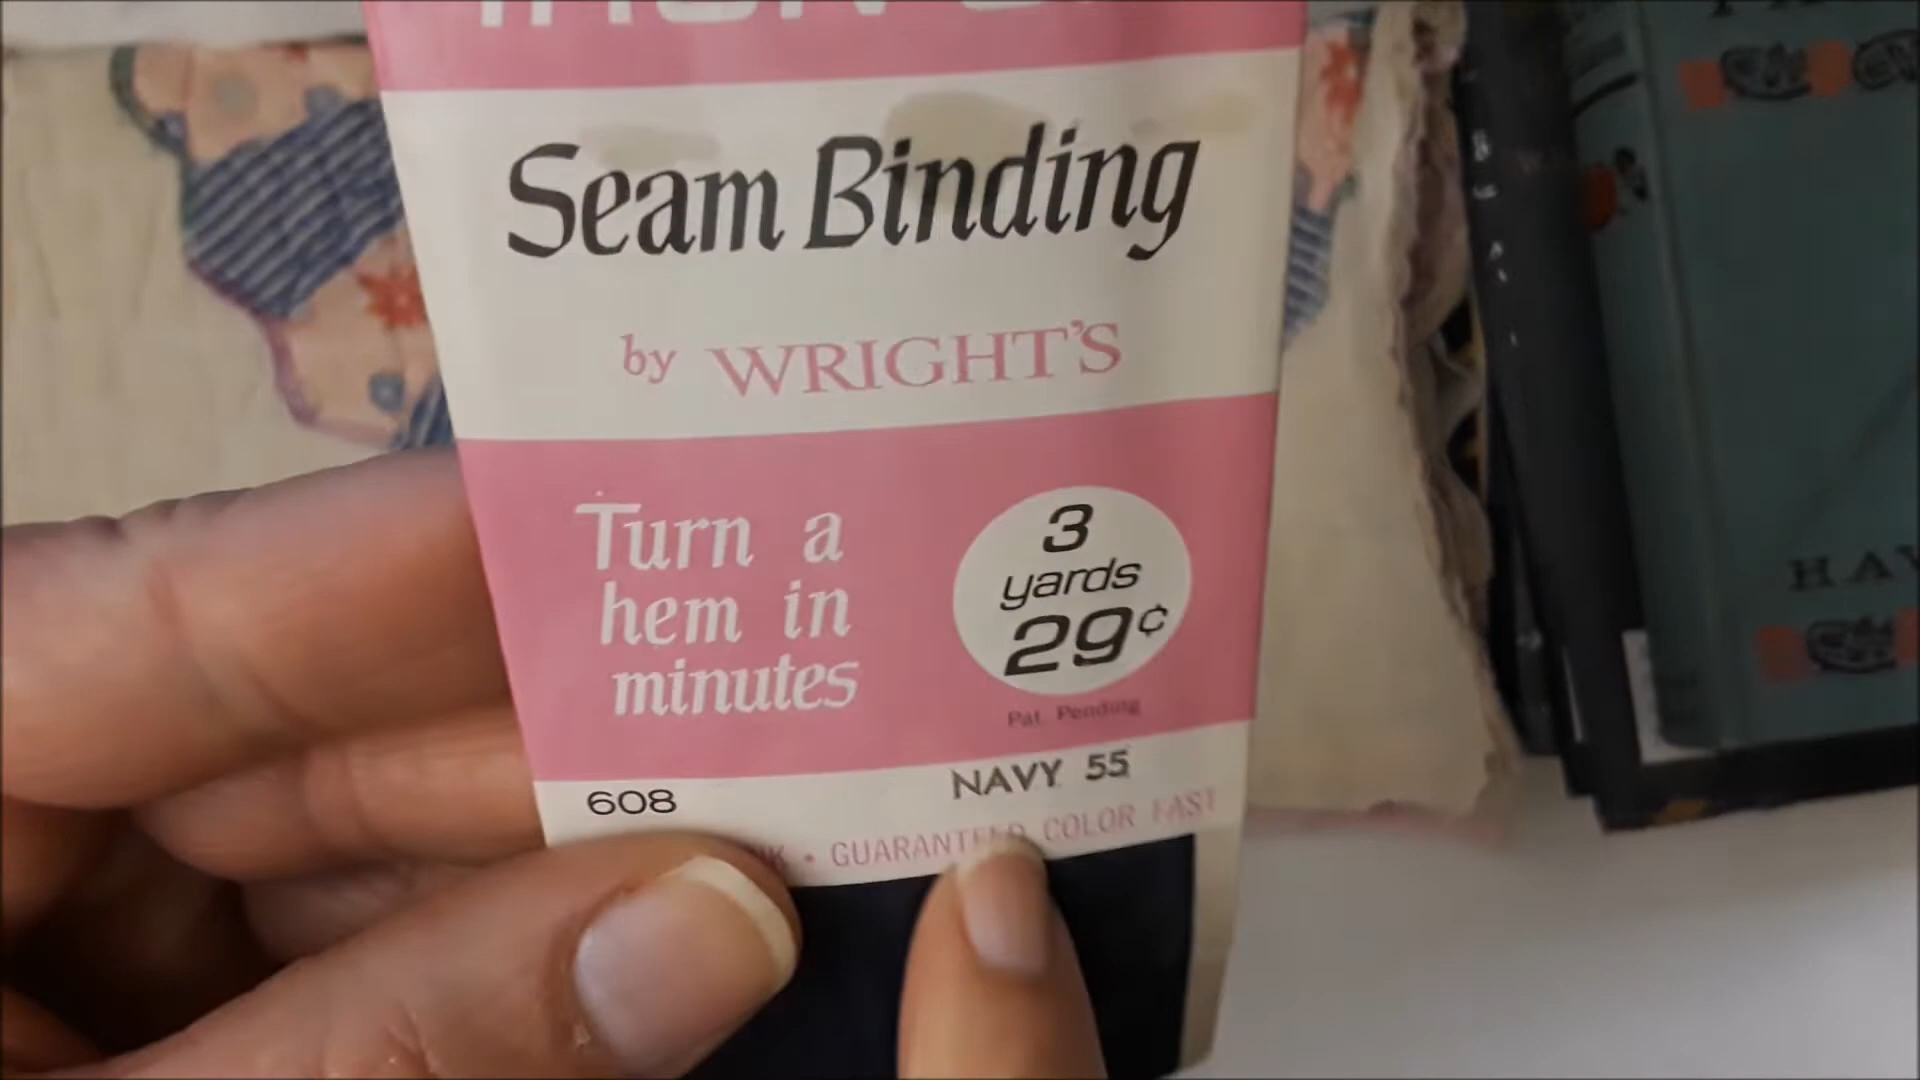 Seam Binding
by WRIGHT'S
Turn a
hem in
minutes
3
yards
29¢
Pat. Pending
608
NAVY 55
• GUARANTEED COLOR FAST
HAV